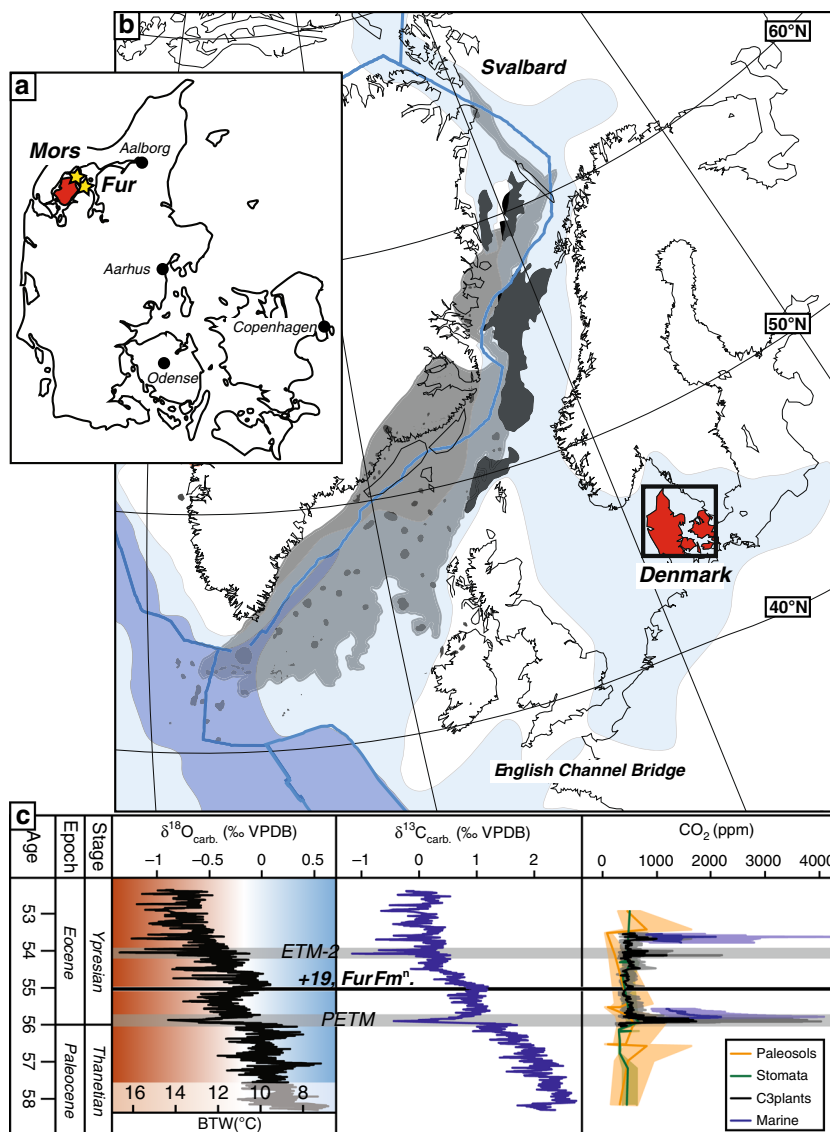 a
Mors
Aalborg
Fur
Aarhus
Copenhagen
Odense
b
Svalbard
60°N
50°N
40°N
Denmark
English Channel Bridge
c
Age
Epoch
Stage
δ18Ocarb. (‰ VPDB)
δ13Ccarb. (‰ VPDB)
CO2 (ppm)
−1 −0.5 0 0.5
−1 0 1 2
0 1000 2000 3000 4000
53
54
55
56
57
58
Eocene
Paleocene
Ypresian
Thanetian
ETM-2
+19, Fur Fmⁿ.
PETM
16 14 12 10 8
BTW(°C)
Paleosols
Stomata
C3plants
Marine